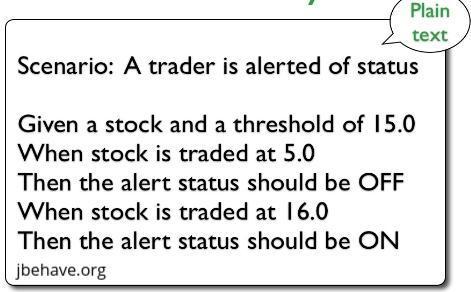 Plain
text
Scenario: A trader is alerted of status
Given a stock and a threshold of 15.0
When stock is traded at 5.0
Then the alert status should be OFF
When stock is traded at 16.0
Then the alert status should be ON
jbehave.org